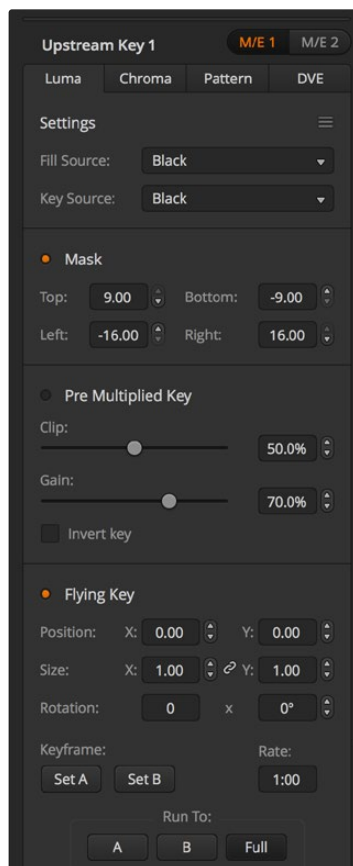 Upstream Key 1 M/E 1 M/E 2
Luma Chroma Pattern DVE
Settings
Fill Source: Black
Key Source: Black
Mask
Top: 9.00 Bottom: -9.00
Left: -16.00 Right: 16.00
Pre Multiplied Key
Clip:
50.0%
Gain:
70.0%
Invert key
Flying Key
Position: X: 0.00 Y: 0.00
Size: X: 1.00 Y: 1.00
Rotation: 0 x 0°
Keyframe: Rate:
Set A Set B 1:00
Run To:
A B Full